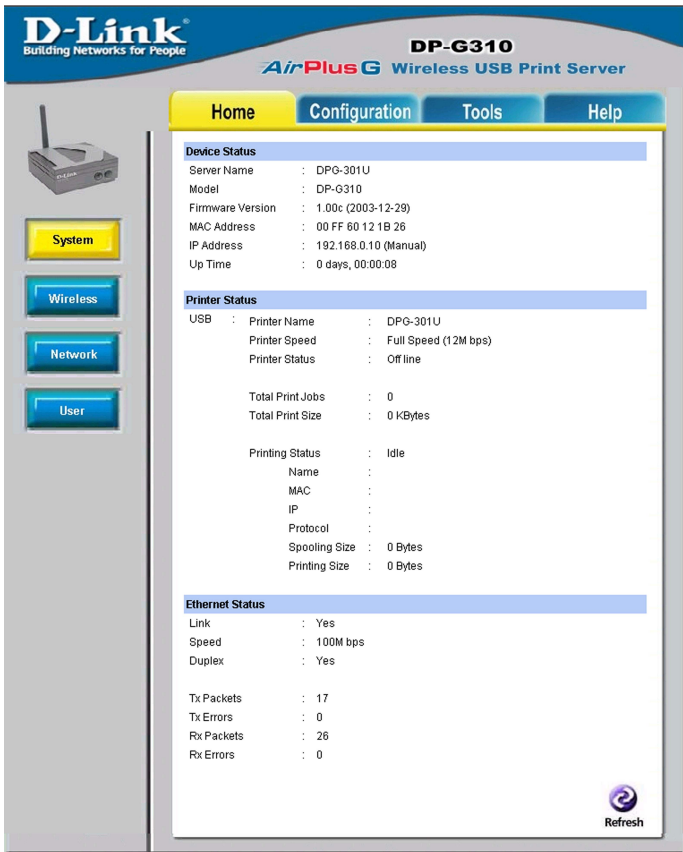 D-Link®
Building Networks for People
DP-G310
AirPlus G Wireless USB Print Server
Home Configuration Tools Help
D-Link
System
Wireless
Network
User
Device Status
Server Name : DPG-301U
Model : DP-G310
Firmware Version : 1.00c (2003-12-29)
MAC Address : 00 FF 60 12 1B 26
IP Address : 192.168.0.10 (Manual)
Up Time : 0 days, 00:00:08
Printer Status
USB : Printer Name : DPG-301U
Printer Speed : Full Speed (12M bps)
Printer Status : Off line
Total Print Jobs : 0
Total Print Size : 0 KBytes
Printing Status : Idle
Name :
MAC :
IP :
Protocol :
Spooling Size : 0 Bytes
Printing Size : 0 Bytes
Ethernet Status
Link : Yes
Speed : 100M bps
Duplex : Yes
Tx Packets : 17
Tx Errors : 0
Rx Packets : 26
Rx Errors : 0
Refresh